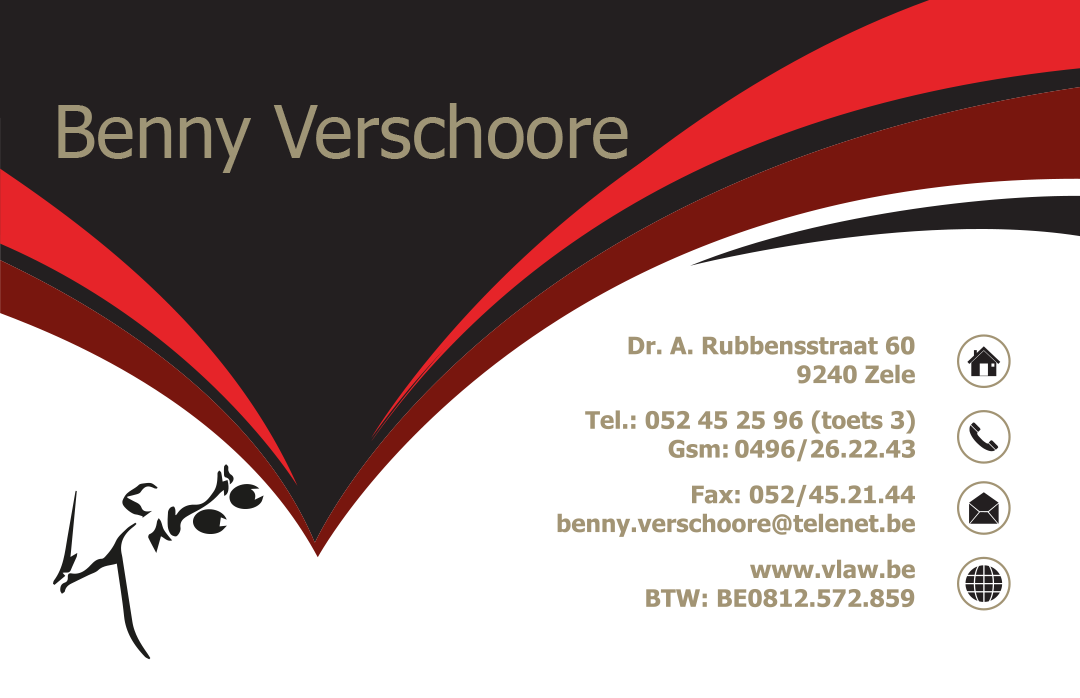 Benny Verschoore
Dr. A. Rubbensstraat 60
9240 Zele
Tel.: 052 45 25 96 (toets 3)
Gsm: 0496/26.22.43
Fax: 052/45.21.44
benny.verschoore@telenet.be
www.vlaw.be
BTW: BE0812.572.859